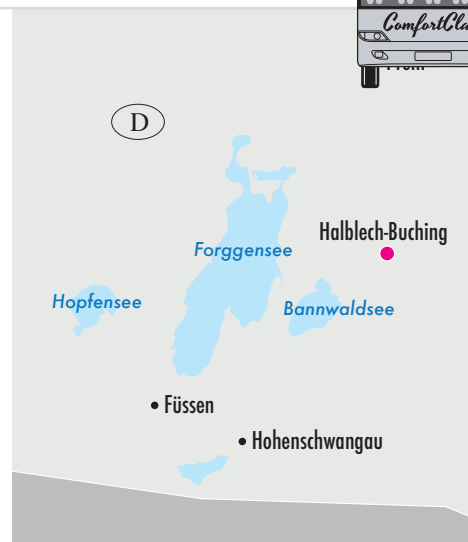 ComfortCla
D
Halblech-Buching
Forggensee
Hopfensee
Bannwaldsee
Füssen
Hohenschwangau